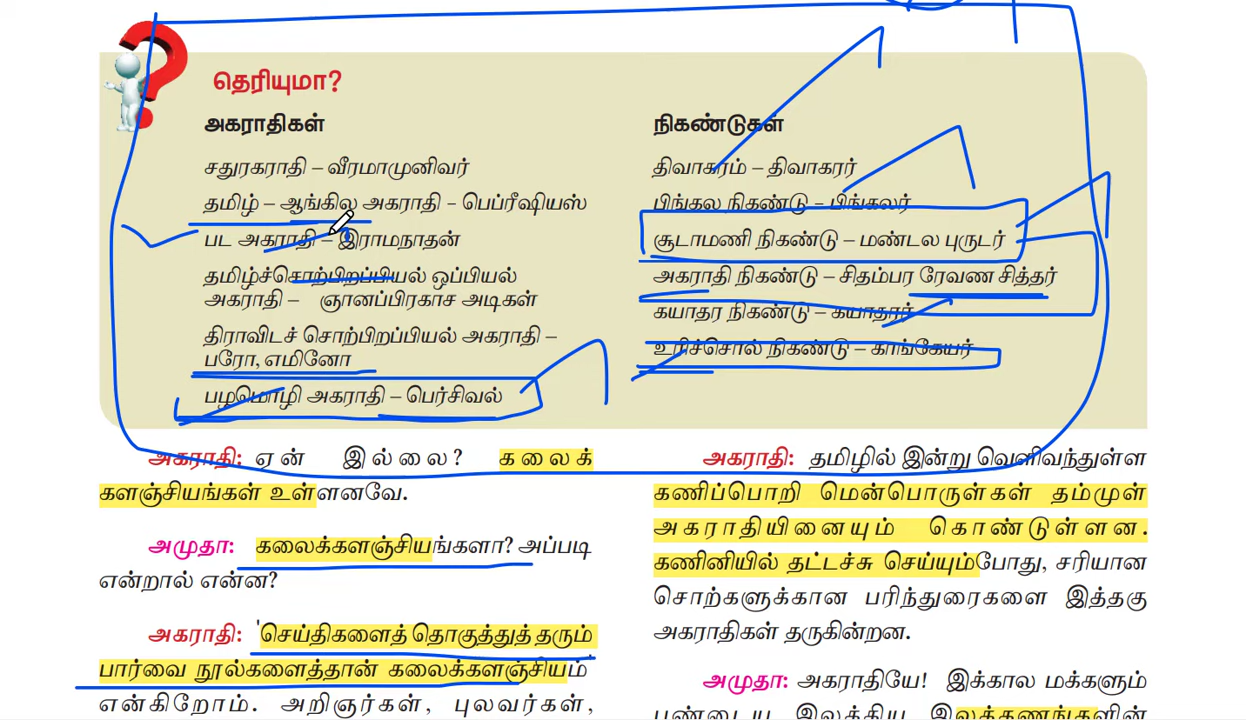 தெரியுமா?
அகராதிகள்
சதுரகராதி – வீரமாமுனிவர்
தமிழ் – ஆங்கில அகராதி – பெப்ரீஷியஸ்
பட அகராதி – இராமநாதன்
தமிழ்ச்சொற்பிறப்பியல் ஒப்பியல்
அகராதி – ஞானப்பிரகாச அடிகள்
திராவிடச் சொற்பிறப்பியல் அகராதி –
பரோ, எமினோ
பழமொழி அகராதி – பெர்சிவல்
நிகண்டுகள்
திவாகரம் – திவாகரர்
பிங்கல நிகண்டு – பிங்கலர்
சூடாமணி நிகண்டு – மண்டல புருடர்
அகராதி நிகண்டு – சிதம்பர ரேவண சித்தர்
கயாதர நிகண்டு – கயாதரர்
உரிச்சொல் நிகண்டு – காங்கேயர்
அகராதி: ஏன் இல்லை? கலைக்
களஞ்சியங்கள் உள்ளனவே.
அமுதா: கலைக்களஞ்சியங்களா? அப்படி
என்றால் என்ன?
அகராதி: 'செய்திகளைத் தொகுத்துத் தரும்
பார்வை நூல்களைத்தான் கலைக்களஞ்சியம்'
என்கிறோம். அறிஞர்கள், புலவர்கள்,
அகராதி: தமிழில் இன்று வெளிவந்துள்ள
கணிப்பொறி மென்பொருள்கள் தம்முள்
அகராதியினையும் கொண்டுள்ளன.
கணினியில் தட்டச்சு செய்யும்போது, சரியான
சொற்களுக்கான பரிந்துரைகளை இத்தகு
அகராதிகள் தருகின்றன.
அமுதா: அகராதியே! இக்கால மக்களும்
பண்டைய இலக்கிய இலக்கணங்களின்